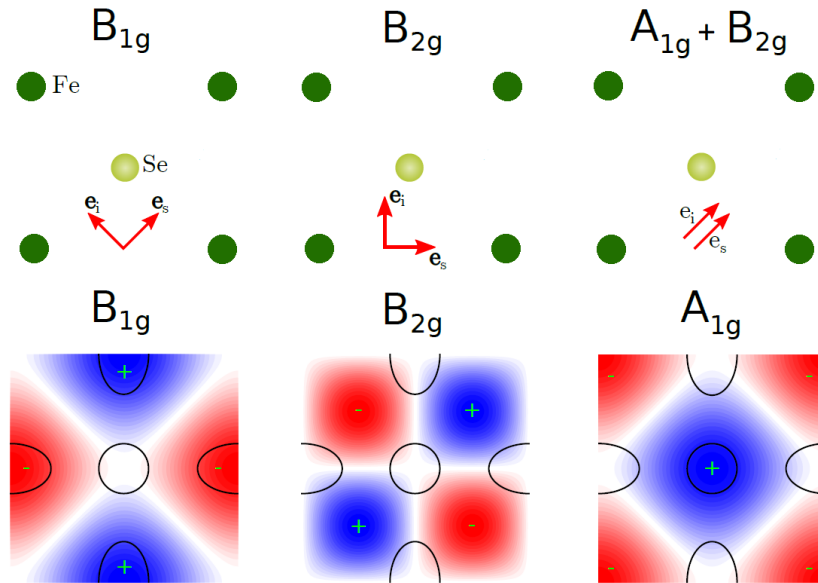 B1g
B2g
A1g + B2g
Fe
Se
ei
es
ei
es
ei
es
B1g
B2g
A1g
+
-
-
+
-
+
+
-
-
-
+
-
-